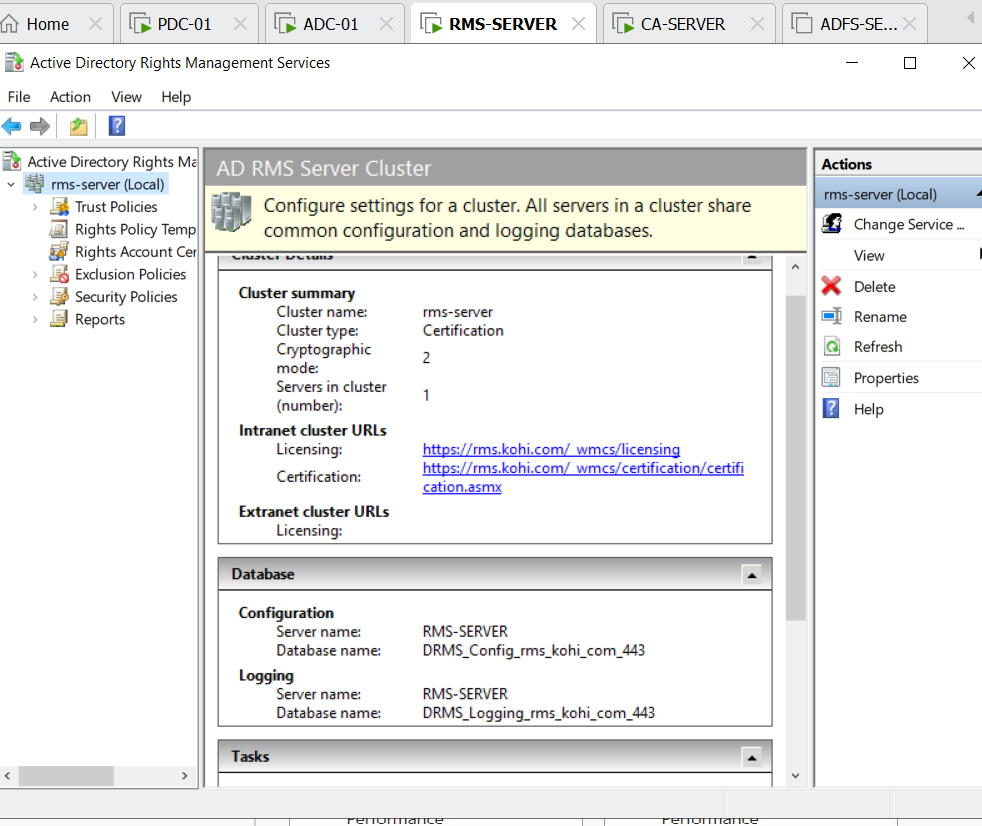 Home
PDC-01
ADC-01
RMS-SERVER
CA-SERVER
ADFS-SE...
Active Directory Rights Management Services
File Action View Help
Active Directory Rights Ma
rms-server (Local)
Trust Policies
Rights Policy Temp
Rights Account Cer
Exclusion Policies
Security Policies
Reports
AD RMS Server Cluster
Configure settings for a cluster. All servers in a cluster share
common configuration and logging databases.
Cluster Details
Cluster summary
Cluster name: rms-server
Cluster type: Certification
Cryptographic
mode: 2
Servers in cluster
(number): 1
Intranet cluster URLs
Licensing: https://rms.kohi.com/_wmcs/licensing
Certification: https://rms.kohi.com/_wmcs/certification/certifi
cation.asmx
Extranet cluster URLs
Licensing:
Database
Configuration
Server name: RMS-SERVER
Database name: DRMS_Config_rms_kohi_com_443
Logging
Server name: RMS-SERVER
Database name: DRMS_Logging_rms_kohi_com_443
Tasks
Actions
rms-server (Local)
Change Service ...
View
Delete
Rename
Refresh
Properties
Help
Performance
Performance